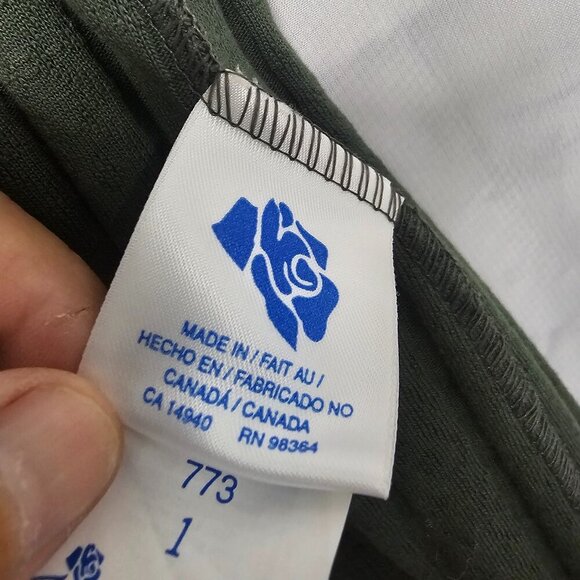 MADE IN / FAIT AU /
HECHO EN / FABRICADO NO
CANADÁ / CANADA
CA 14940 RN 98364
773
1